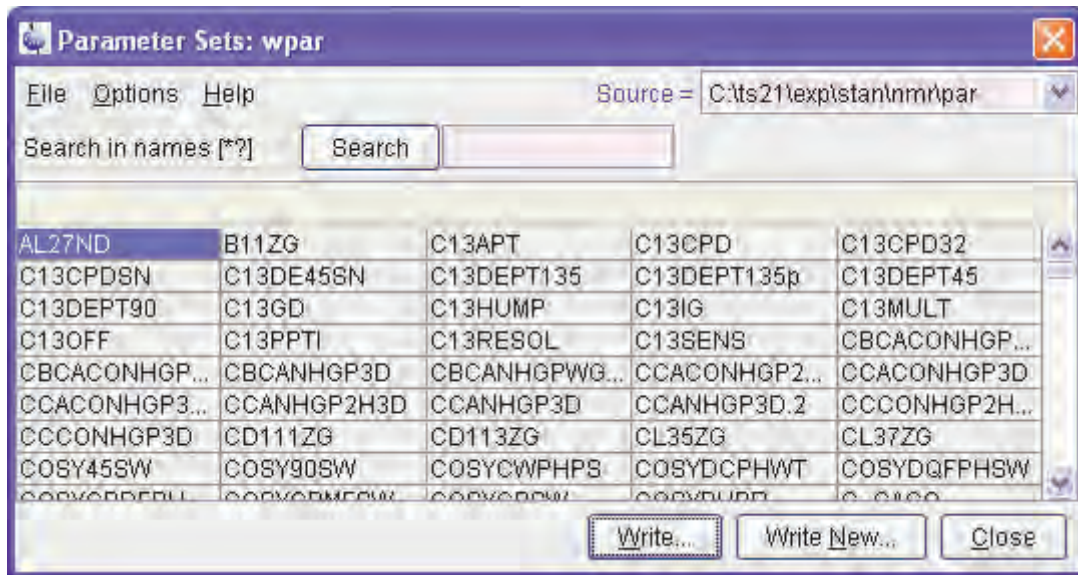 Parameter Sets: wpar
File Options Help Source = C:\ts21\exp\stan\nmr\par
Search in names [*?] Search
AL27ND B11ZG C13APT C13CPD C13CPD32
C13CPDSN C13DE45SN C13DEPT135 C13DEPT135p C13DEPT45
C13DEPT90 C13GD C13HUMP C13IG C13MULT
C13OFF C13PPTI C13RESOL C13SENS CBCACONHGP...
CBCACONHGP... CBCANHGP3D CBCANHGPWG... CCACONHGP2... CCACONHGP3D
CCACONHGP3... CCANHGP2H3D CCANHGP3D CCANHGP3D.2 CCCONHGP2H...
CCCONHGP3D CD111ZG CD113ZG CL35ZG CL37ZG
COSY45SW COSY90SW COSYCWPHPS COSYDCPHWT COSYDQFPHSW
Write... Write New... Close